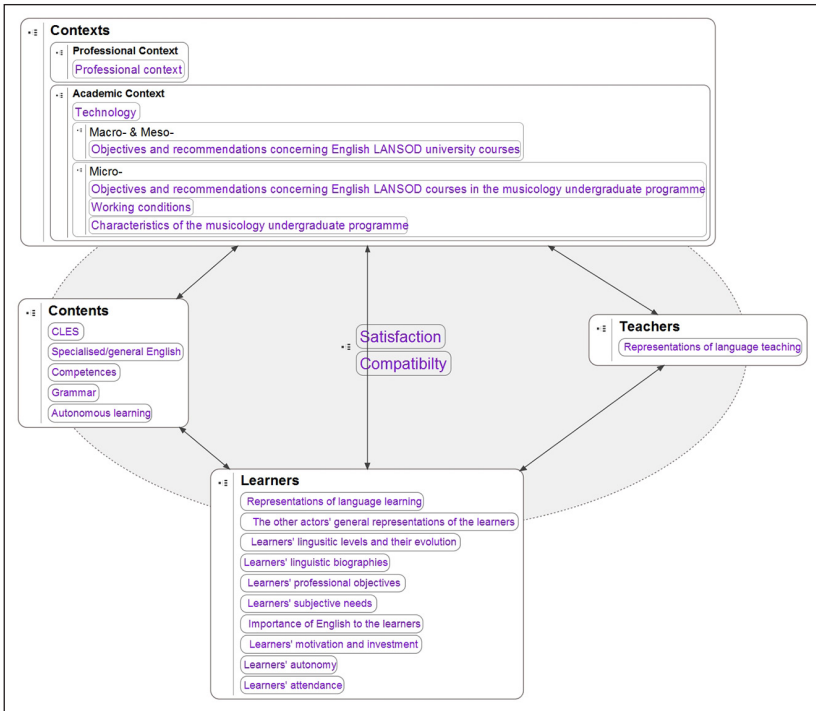 Contexts
Professional Context
Professional context
Academic Context
Technology
Macro- & Meso-
Objectives and recommendations concerning English LANSOD university courses
Micro-
Objectives and recommendations concerning English LANSOD courses in the musicology undergraduate programme
Working conditions
Characteristics of the musicology undergraduate programme
Contents
CLES
Specialised/general English
Competences
Grammar
Autonomous learning
Satisfaction
Compatibilty
Teachers
Representations of language teaching
Learners
Representations of language learning
The other actors' general representations of the learners
Learners' lingusitic levels and their evolution
Learners' linguistic biographies
Learners' professional objectives
Learners' subjective needs
Importance of English to the learners
Learners' motivation and investment
Learners' autonomy
Learners' attendance